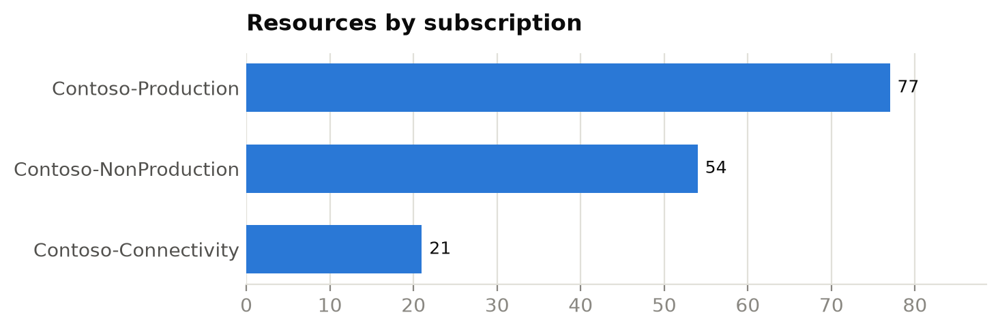 Resources by subscription
Contoso-Production 77
Contoso-NonProduction 54
Contoso-Connectivity 21
0 10 20 30 40 50 60 70 80